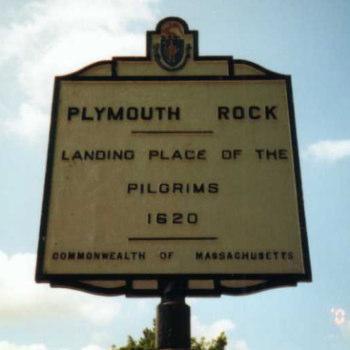 PLYMOUTH ROCK
LANDING PLACE OF THE
PILGRIMS
1620
COMMONWEALTH OF MASSACHUSETTS